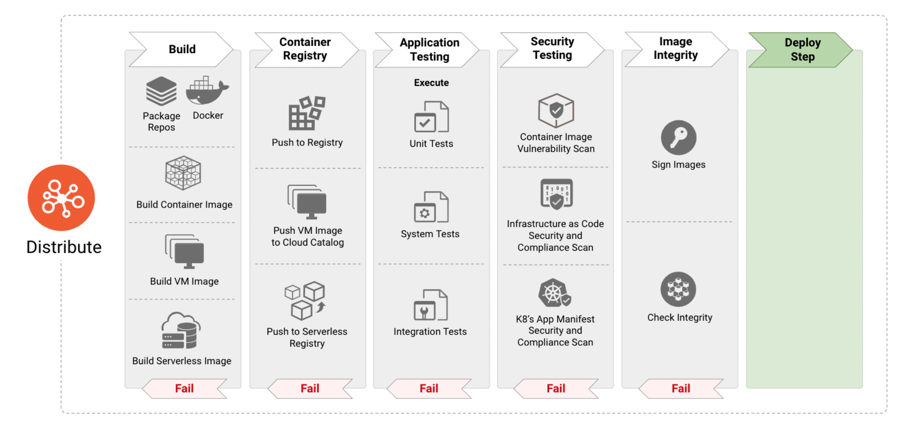 Distribute
Build
Package
Repos
Docker
Build Container Image
Build VM Image
Build Serverless Image
Fail
Container
Registry
Push to Registry
Push VM Image
to Cloud Catalog
Push to Serverless
Registry
Fail
Application
Testing
Execute
Unit Tests
System Tests
Integration Tests
Fail
Security
Testing
Container Image
Vulnerability Scan
Infrastructure as Code
Security and
Compliance Scan
K8's App Manifest
Security and
Compliance Scan
Fail
Image
Integrity
Sign Images
Check Integrity
Fail
Deploy
Step